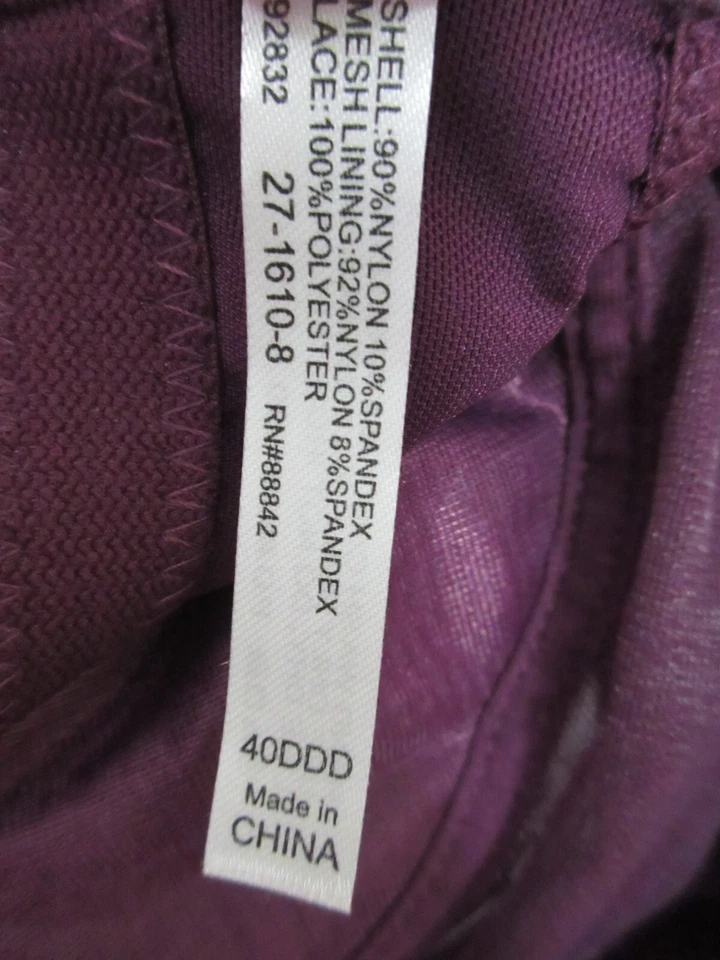 SHELL:90%NYLON 10%SPANDEX
MESH LINING:92%NYLON 8%SPANDEX
LACE:100%POLYESTER
92832 27-1610-8 RN#88842
40DDD
Made in
CHINA